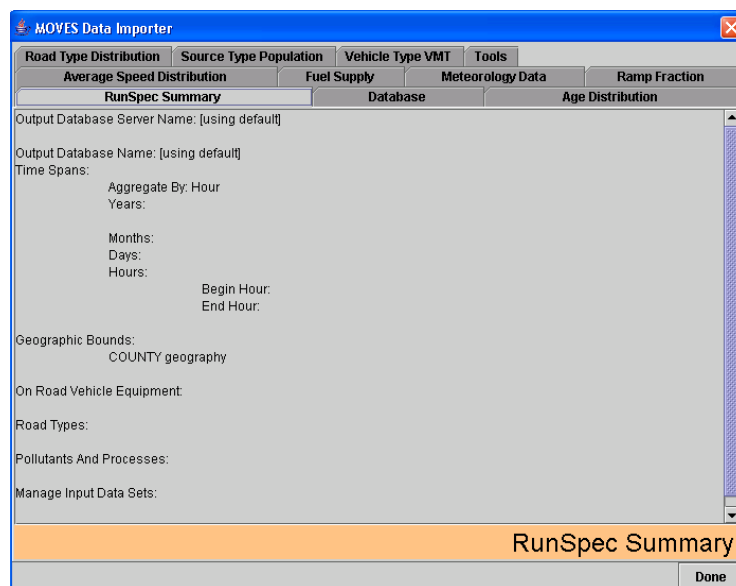 MOVES Data Importer
Road Type Distribution Source Type Population Vehicle Type VMT Tools
Average Speed Distribution Fuel Supply Meteorology Data Ramp Fraction
RunSpec Summary Database Age Distribution
Output Database Server Name: [using default]
Output Database Name: [using default]
Time Spans:
Aggregate By: Hour
Years:
Months:
Days:
Hours:
Begin Hour:
End Hour:
Geographic Bounds:
COUNTY geography
On Road Vehicle Equipment:
Road Types:
Pollutants And Processes:
Manage Input Data Sets:
RunSpec Summary
Done